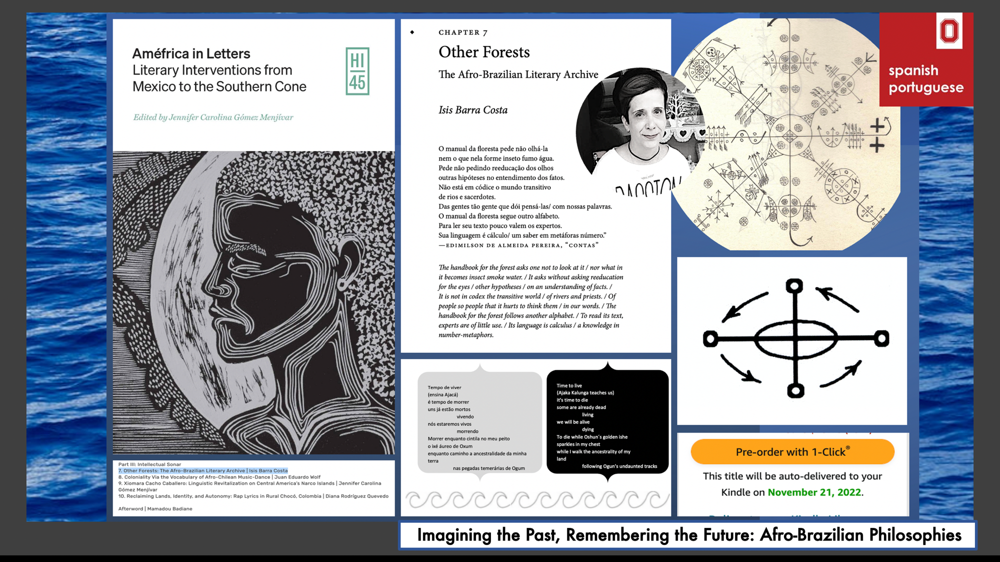 Améfrica in Letters
Literary Interventions from
Mexico to the Southern Cone
HI
45
Edited by Jennifer Carolina Gómez Menjívar
Part III: Intellectual Sonar
7. Other Forests: The Afro-Brazilian Literary Archive | Isis Barra Costa
8. Coloniality Via the Vocabulary of Afro-Chilean Music-Dance | Juan Eduardo Wolf
9. Xiomara Cacho Caballero: Linguistic Revitalization on Central America's Narco Islands | Jennifer Carolina
Gómez Menjívar
10. Reclaiming Lands, Identity, and Autonomy: Rap Lyrics in Rural Chocó, Colombia | Diana Rodríguez Quevedo
Afterword | Mamadou Badiane
◆ CHAPTER 7
Other Forests
The Afro-Brazilian Literary Archive
Isis Barra Costa
O manual da floresta pede não olhá-la
nem o que nela forme inseto fumo água.
Pede não pedindo reeducação dos olhos
outras hipóteses no entendimento dos fatos.
Não está em códice o mundo transitivo
de rios e sacerdotes.
Das gentes tão gente que dói pensá-las/ com nossas palavras.
O manual da floresta segue outro alfabeto.
Para ler seu texto pouco valem os expertos.
Sua linguagem é cálculo/ um saber em metáforas número.”
—EDIMILSON DE ALMEIDA PEREIRA, “CONTAS”
The handbook for the forest asks one not to look at it / nor what in
it becomes insect smoke water. / It asks without asking reeducation
for the eyes / other hypotheses / on an understanding of facts. /
It is not in codex the transitive world / of rivers and priests. / Of
people so people that it hurts to think them / in our words. / The
handbook for the forest follows another alphabet. / To read its text,
experts are of little use. / Its language is calculus / a knowledge in
number-metaphors.
Tempo de viver
(ensina Ajacá)
é tempo de morrer
uns já estão mortos
vivendo
nós estaremos vivos
morrendo
Morrer enquanto cintila no meu peito
o ixé áureo de Oxum
enquanto caminho a ancestralidade da minha
terra
nas pegadas temerárias de Ogum
Time to live
(Ajaka Kalunga teaches us)
it's time to die
some are already dead
living
we will be alive
dying
To die while Oshun´s golden ishe
sparkles in my chest
while I walk the ancestrality of my
land
following Ogun's undaunted tracks
O
spanish
portuguese
Pre-order with 1-Click®
This title will be auto-delivered to your
Kindle on November 21, 2022.
Imagining the Past, Remembering the Future: Afro-Brazilian Philosophies